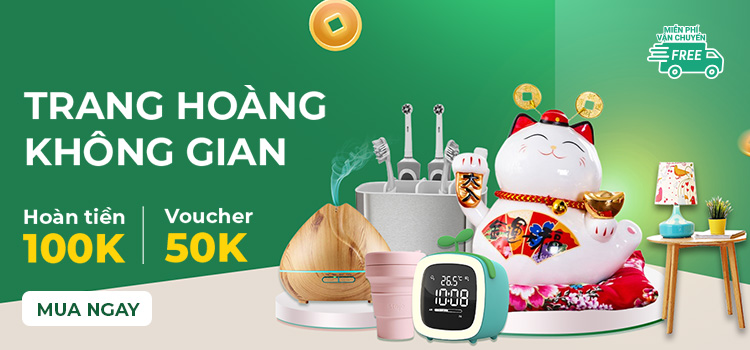 MIỄN PHÍ
VẬN CHUYỂN
FREE
TRANG HOÀNG
KHÔNG GIAN
Hoàn tiền
100K
Voucher
50K
MUA NGAY
26.5°C
10:08